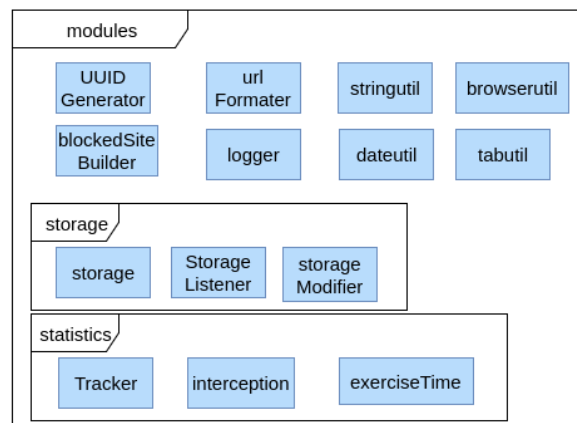 modules
UUID
Generator
url
Formater
stringutil
browserutil
blockedSite
Builder
logger
dateutil
tabutil
storage
storage
Storage
Listener
storage
Modifier
statistics
Tracker
interception
exerciseTime